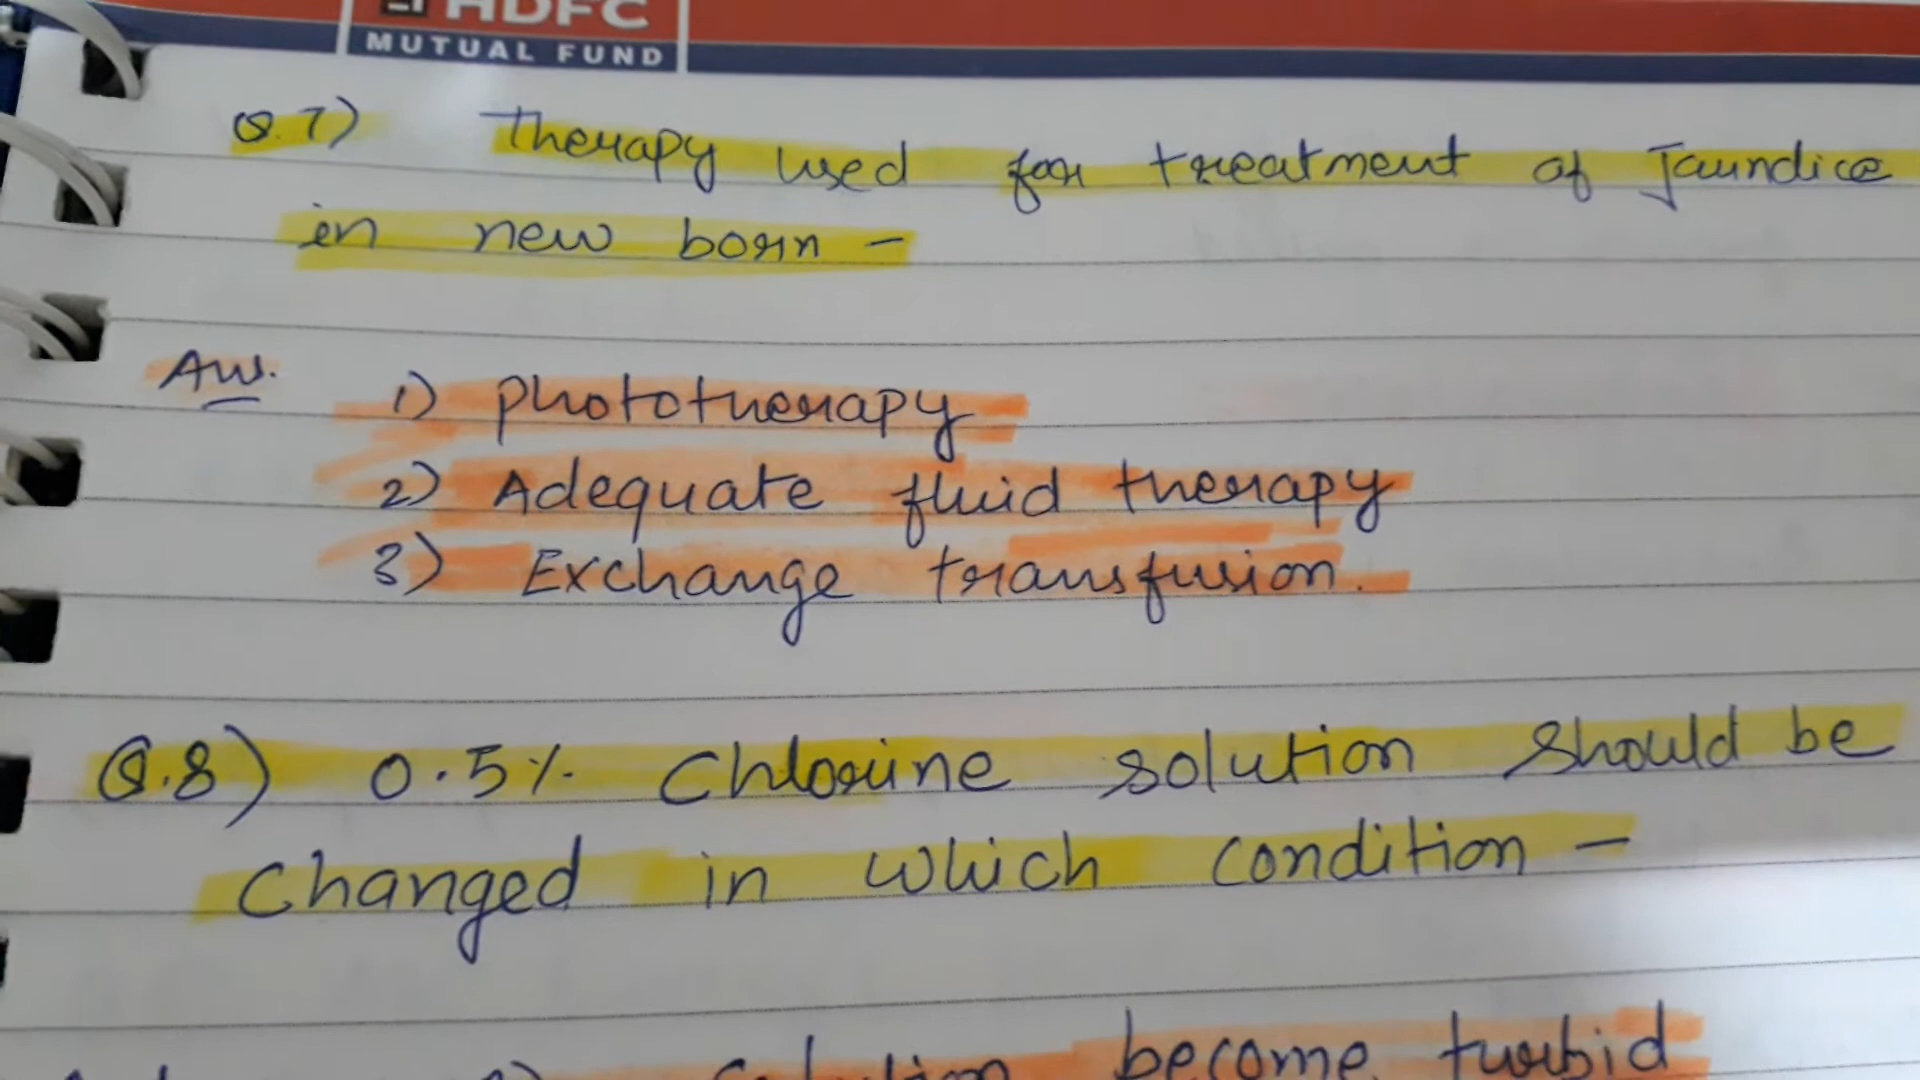 HDFC
MUTUAL FUND
Q.7) Therapy used for treatment of Jaundice
in new born -
Ans. 1) phototherapy
2) Adequate fluid therapy
3) Exchange transfusion.
Q.8) 0.5% Chlorine solution should be
changed in which condition -
Solution become turbid